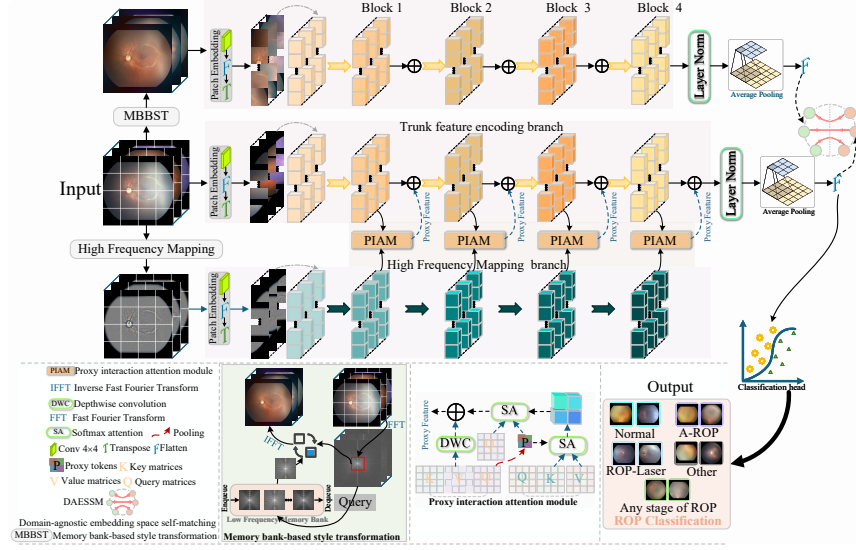 Block 1
Block 2
Block 3
Block 4
Patch Embedding
F
T
Layer Norm
Average Pooling
F
MBBST
Trunk feature encoding branch
Input
Patch Embedding
F
T
Proxy Feature
Proxy Feature
Proxy Feature
Proxy Feature
Layer Norm
Average Pooling
F
PIAM
PIAM
PIAM
PIAM
High Frequency Mapping
High Frequency Mapping branch
Patch Embedding
F
T
Classification head
PIAM Proxy interaction attention module
IFFT Inverse Fast Fourier Transform
DWC Depthwise convolution
FFT Fast Fourier Transform
SA Softmax attention
Pooling
Conv 4×4 T Transpose F Flatten
P Proxy tokens K Key matrices
V Value matrices Q Query matrices
DAESSM
Domain-agnostic embedding space self-matching
MBBST Memory bank-based style transformation
IFFT
FFT
Enqueue
Dequeue
Query
Low Frequency Memory Bank
Memory bank-based style transformation
Proxy Feature
SA
DWC
P
SA
Q K V
Proxy interaction attention module
Output
Normal
A-ROP
ROP-Laser
Other
Any stage of ROP
ROP Classification